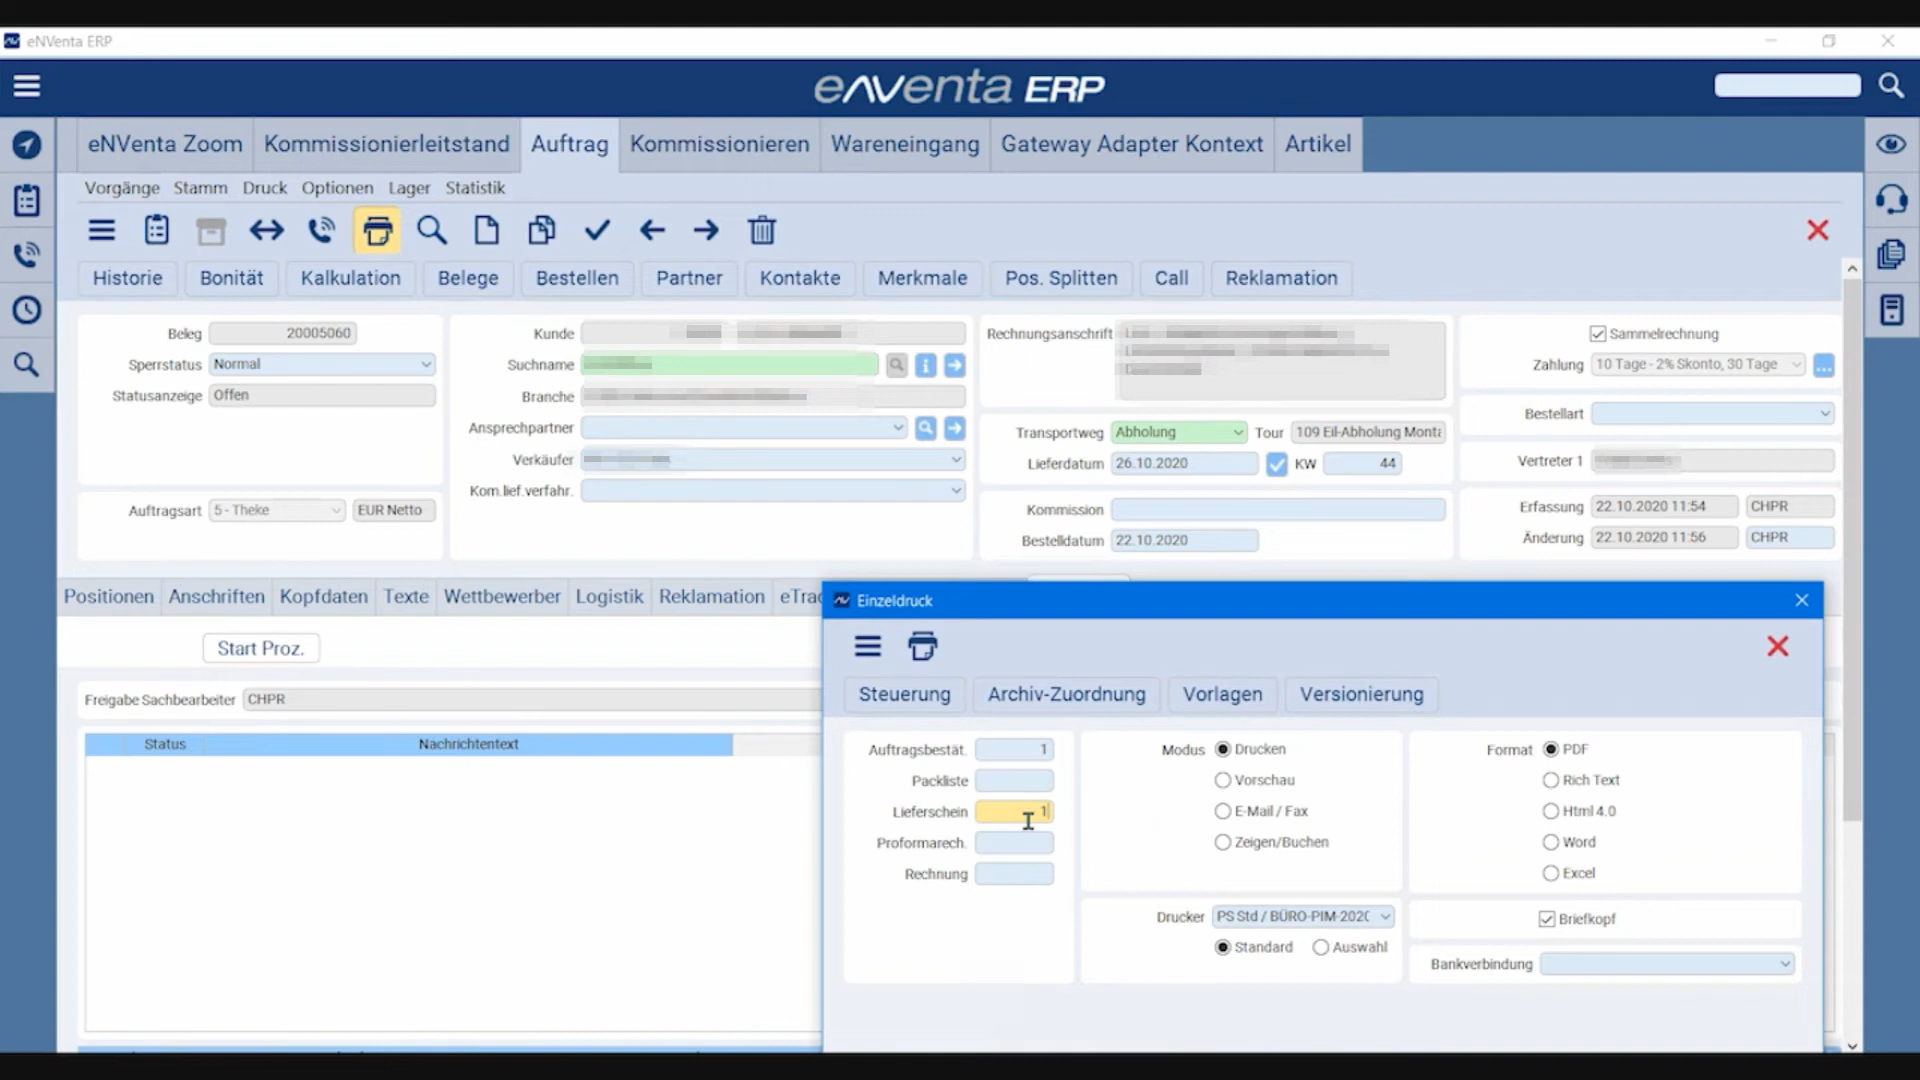 eNVenta ERP
eNventa ERP
eNVenta Zoom Kommissionierleitstand Auftrag Kommissionieren Wareneingang Gateway Adapter Kontext Artikel
Vorgänge Stamm Druck Optionen Lager Statistik
Historie Bonität Kalkulation Belege Bestellen Partner Kontakte Merkmale Pos. Splitten Call Reklamation
Beleg 20005060
Sperrstatus Normal
Statusanzeige Offen
Auftragsart 5 - Theke EUR Netto
Kunde
Suchname
Branche
Ansprechpartner
Verkäufer
Kom.lief.verfahr.
Rechnungsanschrift
Transportweg Abholung Tour 109 Eil-Abholung Monta
Lieferdatum 26.10.2020 KW 44
Kommission
Bestelldatum 22.10.2020
Sammelrechnung
Zahlung 10 Tage - 2% Skonto, 30 Tage ...
Bestellart
Vertreter 1
Erfassung 22.10.2020 11:54 CHPR
Änderung 22.10.2020 11:56 CHPR
Positionen Anschriften Kopfdaten Texte Wettbewerber Logistik Reklamation eTrac
Start Proz.
Freigabe Sachbearbeiter CHPR
Status Nachrichtentext
Einzeldruck
Steuerung Archiv-Zuordnung Vorlagen Versionierung
Auftragsbestät. 1
Packliste
Lieferschein 1
Proformarech.
Rechnung
Modus Drucken
Vorschau
E-Mail / Fax
Zeigen/Buchen
Drucker PS Std / BÜRO-PIM-202(
Standard Auswahl
Format PDF
Rich Text
Html 4.0
Word
Excel
Briefkopf
Bankverbindung